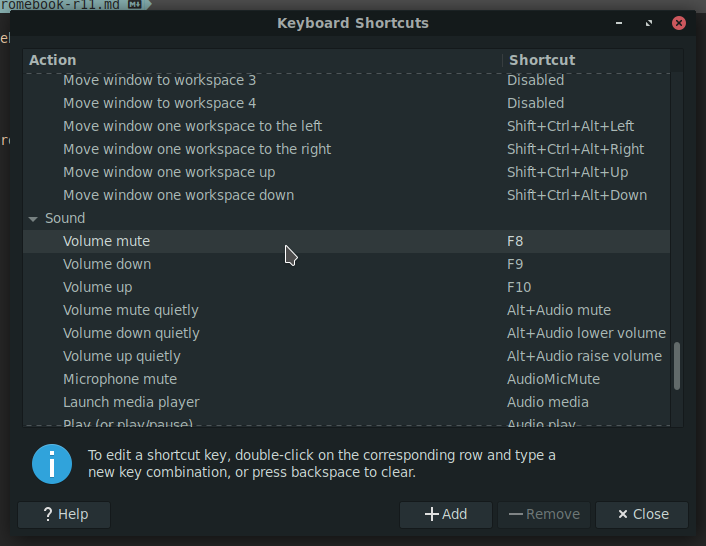 romebook-r11.md
Keyboard Shortcuts
Action Shortcut
Move window to workspace 3 Disabled
Move window to workspace 4 Disabled
Move window one workspace to the left Shift+Ctrl+Alt+Left
Move window one workspace to the right Shift+Ctrl+Alt+Right
Move window one workspace up Shift+Ctrl+Alt+Up
Move window one workspace down Shift+Ctrl+Alt+Down
Sound
Volume mute F8
Volume down F9
Volume up F10
Volume mute quietly Alt+Audio mute
Volume down quietly Alt+Audio lower volume
Volume up quietly Alt+Audio raise volume
Microphone mute AudioMicMute
Launch media player Audio media
Play (or play/pause) Audio play
To edit a shortcut key, double-click on the corresponding row and type a
new key combination, or press backspace to clear.
? Help + Add − Remove × Close